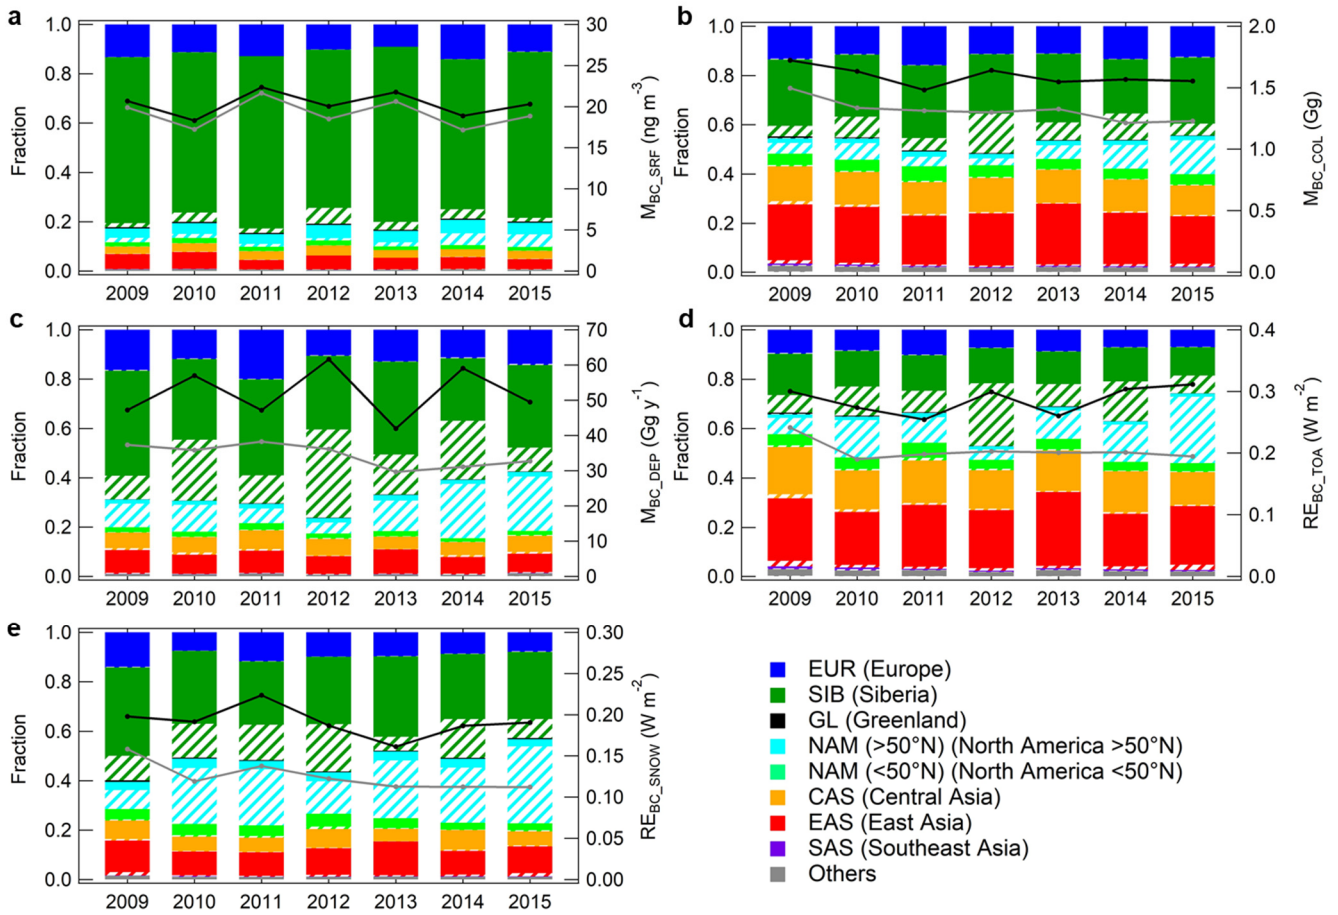 a
1.0
0.8
0.6
0.4
0.2
0.0
Fraction
30
25
20
15
10
5
0
M_BC_SRF (ng m⁻³)
2009 2010 2011 2012 2013 2014 2015
b
1.0
0.8
0.6
0.4
0.2
0.0
Fraction
2.0
1.5
1.0
0.5
0.0
M_BC_COL (Gg)
2009 2010 2011 2012 2013 2014 2015
c
1.0
0.8
0.6
0.4
0.2
0.0
Fraction
70
60
50
40
30
20
10
0
M_BC_DEP (Gg y⁻¹)
2009 2010 2011 2012 2013 2014 2015
d
1.0
0.8
0.6
0.4
0.2
0.0
Fraction
0.4
0.3
0.2
0.1
0.0
RE_BC_TOA (W m⁻²)
2009 2010 2011 2012 2013 2014 2015
e
1.0
0.8
0.6
0.4
0.2
0.0
Fraction
0.30
0.25
0.20
0.15
0.10
0.05
0.00
RE_BC_SNOW (W m⁻²)
2009 2010 2011 2012 2013 2014 2015
EUR (Europe)
SIB (Siberia)
GL (Greenland)
NAM (>50°N) (North America >50°N)
NAM (<50°N) (North America <50°N)
CAS (Central Asia)
EAS (East Asia)
SAS (Southeast Asia)
Others